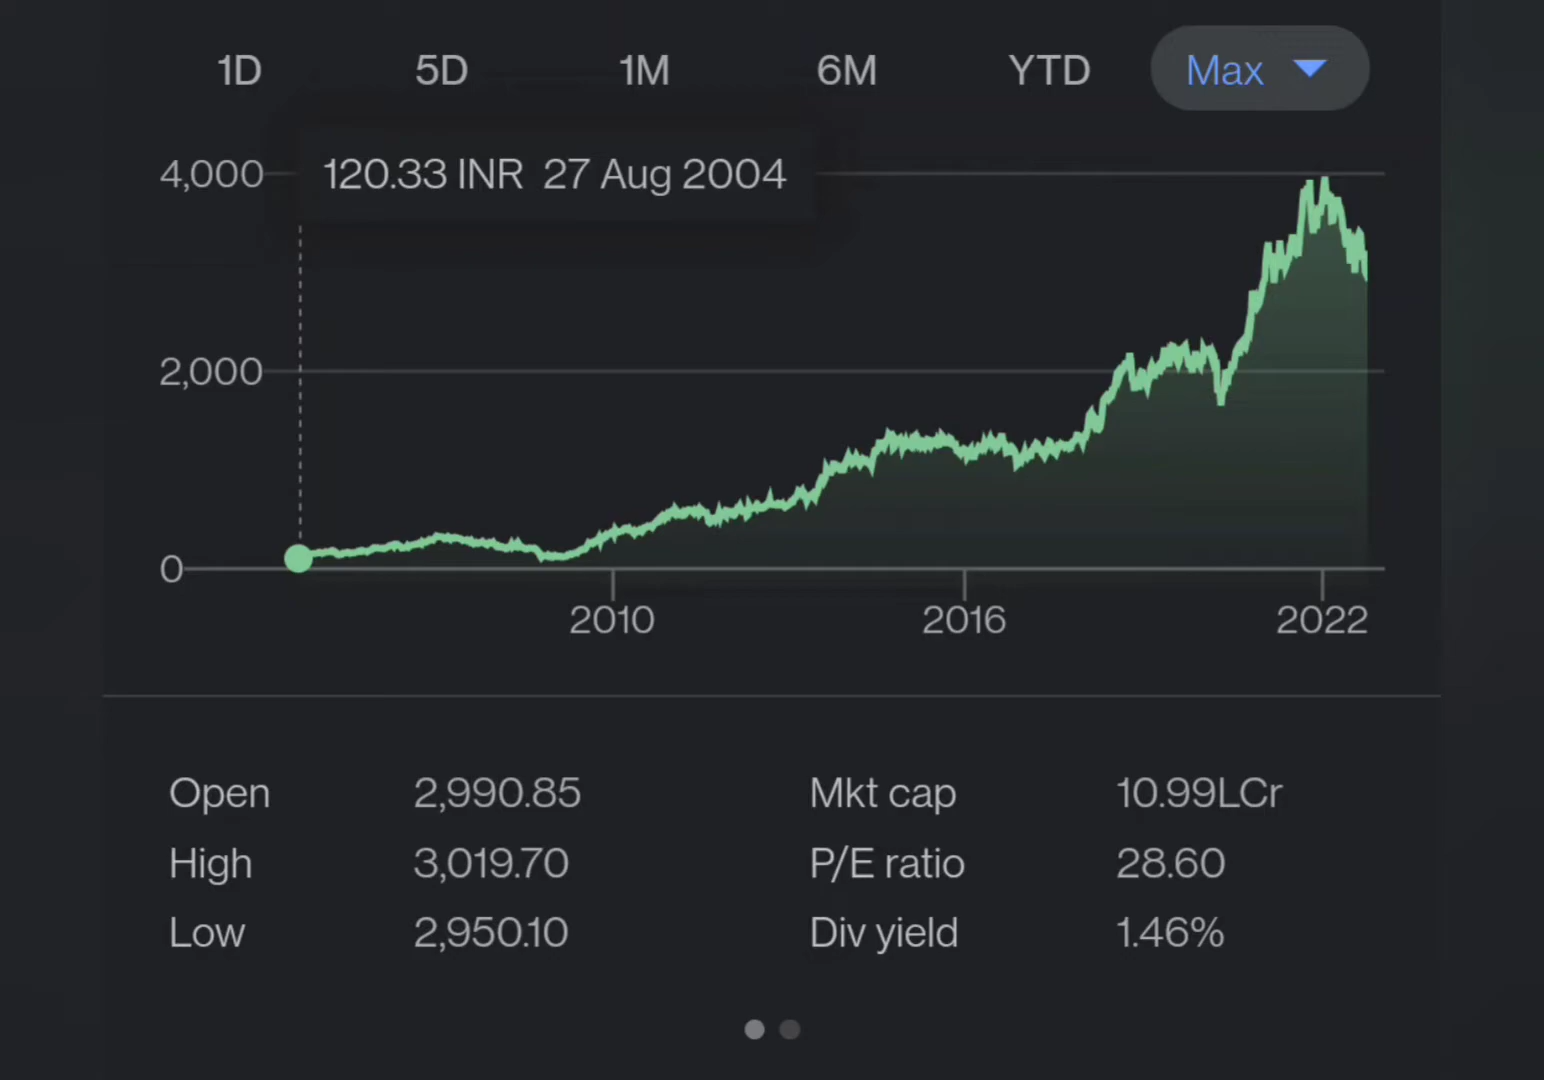 1D 5D 1M 6M YTD Max
4,000 120.33 INR 27 Aug 2004
2,000
0
2010 2016 2022
Open 2,990.85 Mkt cap 10.99LCr
High 3,019.70 P/E ratio 28.60
Low 2,950.10 Div yield 1.46%